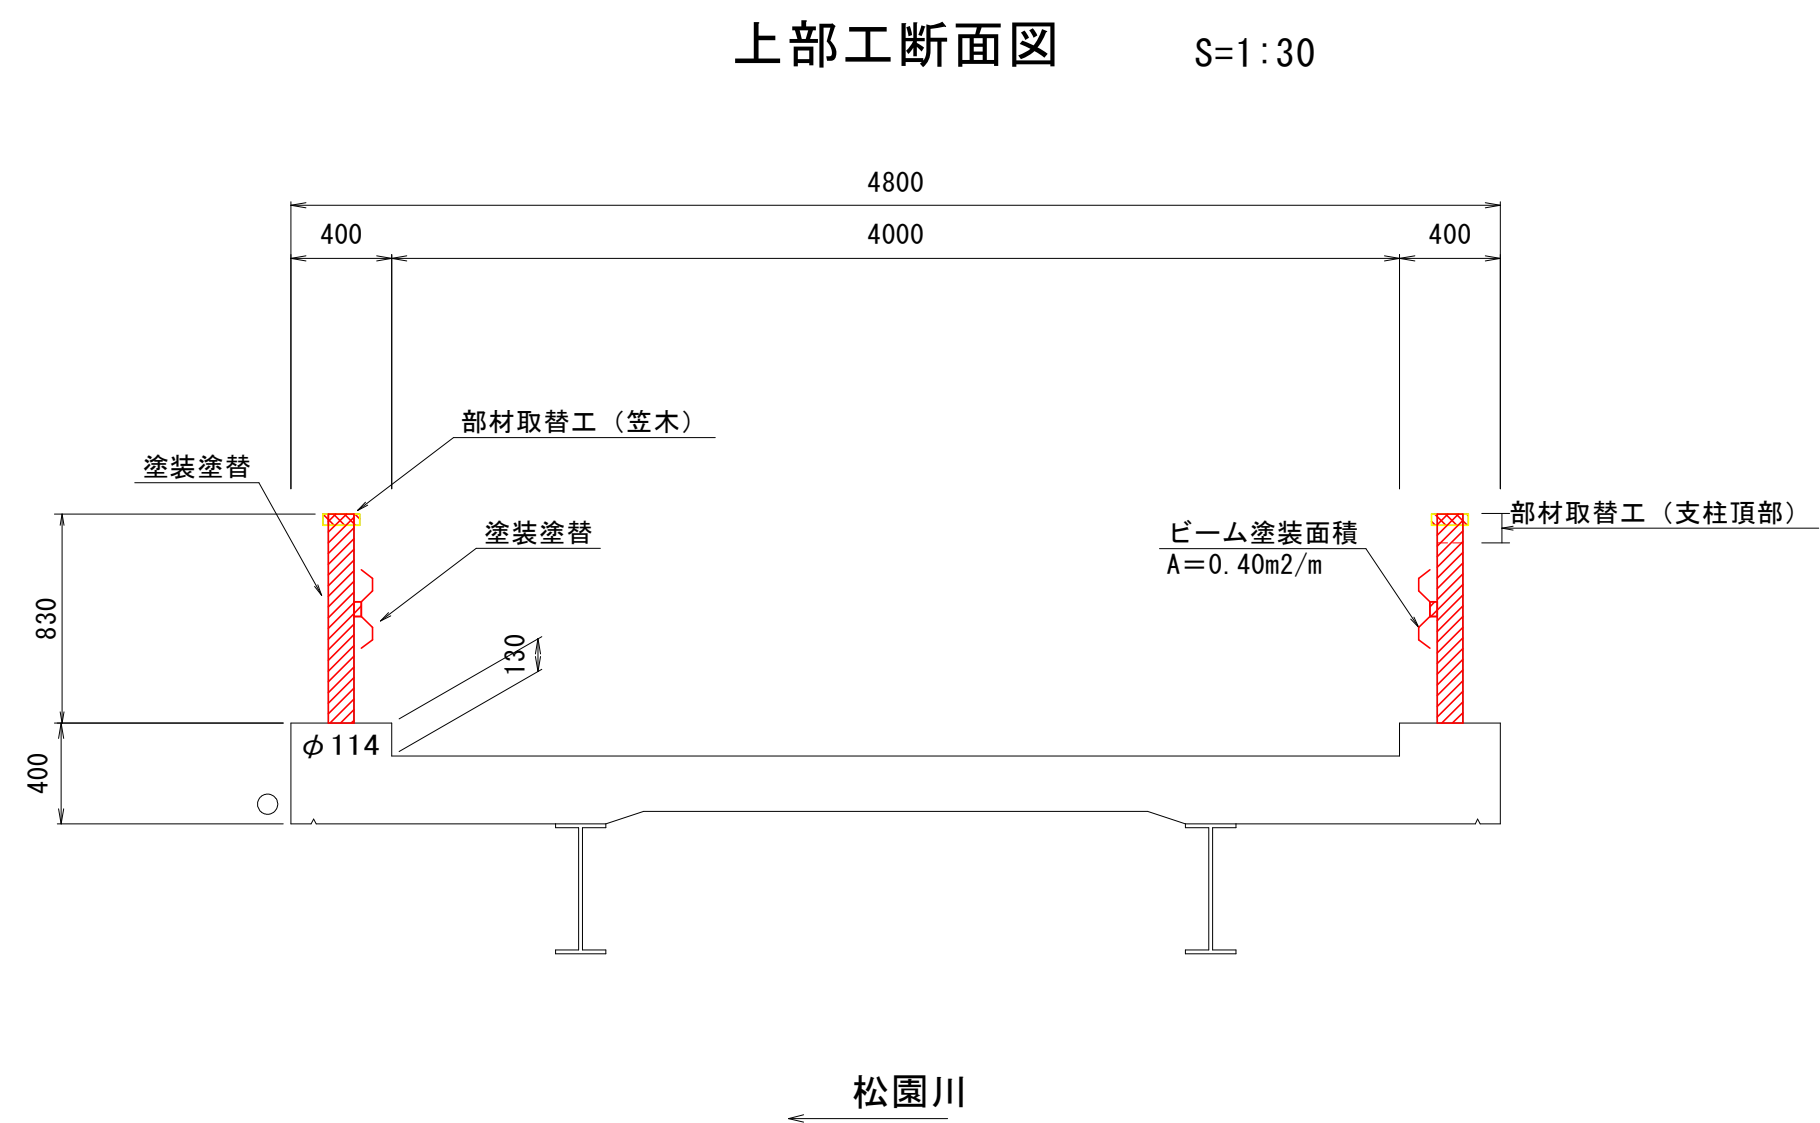 上部工断面図 S=1:30
4800
400 4000 400
部材取替工（笠木）
塗装塗替
塗装塗替
ビーム塗装面積
A＝0.40m2/m
部材取替工（支柱頂部）
830
130
φ114
400
松園川